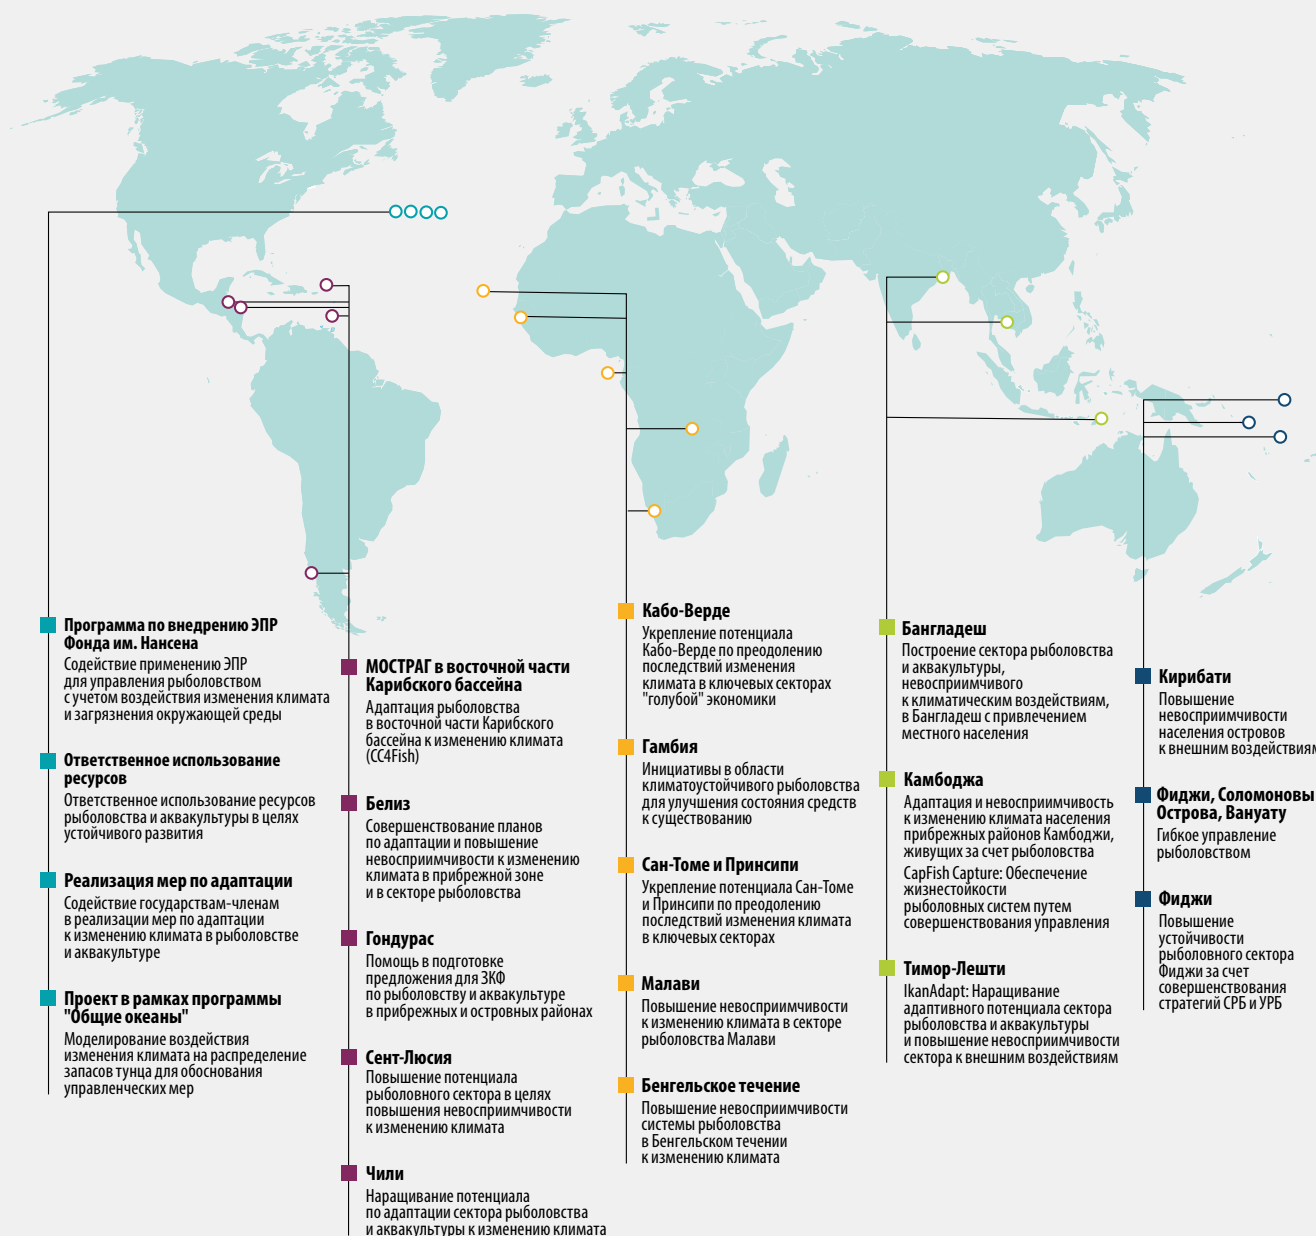 Программа по внедрению ЭПР
Фонда им. Нансена
Содействие применению ЭПР
для управления рыболовством
с учетом воздействия изменения климата
и загрязнения окружающей среды
Ответственное использование
ресурсов
Ответственное использование ресурсов
рыболовства и аквакультуры в целях
устойчивого развития
Реализация мер по адаптации
Содействие государствам-членам
в реализации мер по адаптации
к изменению климата в рыболовстве
и аквакультуре
Проект в рамках программы
"Общие океаны"
Моделирование воздействия
изменения климата на распределение
запасов тунца для обоснования
управленческих мер
МОСТРАГ в восточной части
Карибского бассейна
Адаптация рыболовства
в восточной части Карибского
бассейна к изменению климата
(CC4Fish)
Белиз
Совершенствование планов
по адаптации и повышение
невосприимчивости к изменению
климата в прибрежной зоне
и в секторе рыболовства
Гондурас
Помощь в подготовке
предложения для ЗКФ
по рыболовству и аквакультуре
в прибрежных и островных районах
Сент-Люсия
Повышение потенциала
рыболовного сектора в целях
повышения невосприимчивости
к изменению климата
Чили
Наращивание потенциала
по адаптации сектора рыболовства
и аквакультуры к изменению климата
Кабо-Верде
Укрепление потенциала
Кабо-Верде по преодолению
последствий изменения
климата в ключевых секторах
"голубой" экономики
Гамбия
Инициативы в области
климатоустойчивого рыболовства
для улучшения состояния средств
к существованию
Сан-Томе и Принсипи
Укрепление потенциала Сан-Томе
и Принсипи по преодолению
последствий изменения климата
в ключевых секторах
Малави
Повышение невосприимчивости
к изменению климата в секторе
рыболовства Малави
Бенгельское течение
Повышение невосприимчивости
системы рыболовства
в Бенгельском течении
к изменению климата
Бангладеш
Построение сектора рыболовства
и аквакультуры,
невосприимчивого
к климатическим воздействиям,
в Бангладеш с привлечением
местного населения
Камбоджа
Адаптация и невосприимчивость
к изменению климата населения
прибрежных районов Камбоджи,
живущих за счет рыболовства
CapFish Capture: Обеспечение
жизнестойкости
рыболовных систем путем
совершенствования управления
Тимор-Лешти
IkanAdapt: Наращивание
адаптивного потенциала сектора
рыболовства и аквакультуры
и повышение невосприимчивости
сектора к внешним воздействиям
Кирибати
Повышение
невосприимчивости
населения островов
к внешним воздействиям
Фиджи, Соломоновы
Острова, Вануату
Гибкое управление
рыболовством
Фиджи
Повышение
устойчивости
рыболовного сектора
Фиджи за счет
совершенствования
стратегий СРБ и УРБ